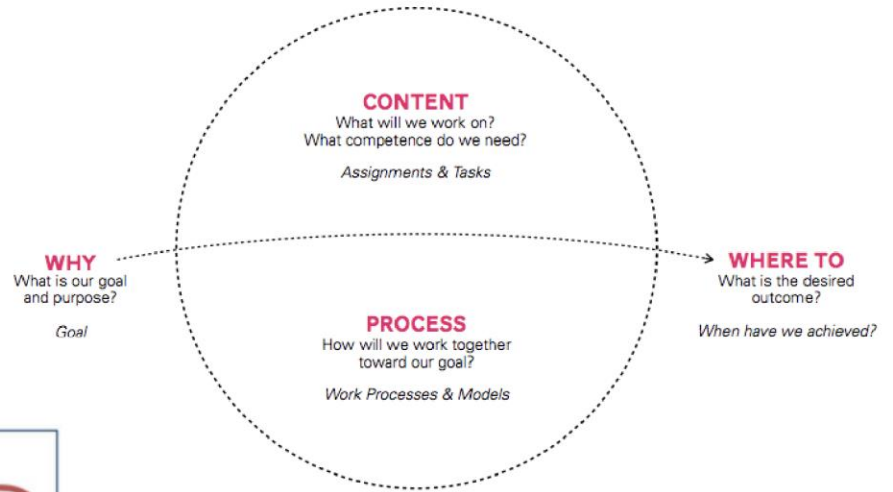 CONTENT
What will we work on?
What competence do we need?
Assignments & Tasks
WHY
What is our goal
and purpose?
Goal
WHERE TO
What is the desired
outcome?
When have we achieved?
PROCESS
How will we work together
toward our goal?
Work Processes & Models